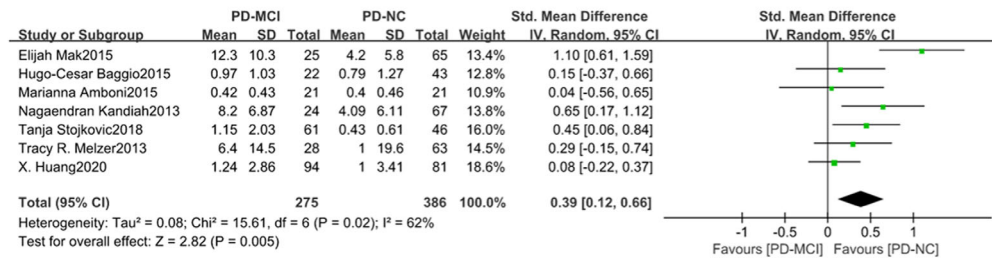 PD-MCI PD-NC Std. Mean Difference Std. Mean Difference
Study or Subgroup Mean SD Total Mean SD Total Weight IV. Random, 95% CI IV. Random, 95% CI
Elijah Mak2015 12.3 10.3 25 4.2 5.8 65 13.4% 1.10 [0.61, 1.59]
Hugo-Cesar Baggio2015 0.97 1.03 22 0.79 1.27 43 12.9% 0.15 [-0.37, 0.66]
Marianna Amboni2015 0.42 0.43 21 0.4 0.46 21 10.9% 0.04 [-0.56, 0.65]
Nagaendran Kandiah2013 8.2 6.87 24 4.09 6.11 67 13.7% 0.65 [0.17, 1.12]
Tanja Stojkovic2018 1.15 2.03 61 0.43 0.61 46 16.0% 0.45 [0.06, 0.84]
Tracy R. Melzer2013 6.4 14.5 28 1 19.6 63 14.5% 0.29 [-0.15, 0.74]
X. Huang2020 1.24 2.86 94 1 3.41 81 18.6% 0.08 [-0.22, 0.37]
Total (95% CI) 275 386 100.0% 0.39 [0.12, 0.66]
Heterogeneity: Tau² = 0.08; Chi² = 15.61, df = 6 (P = 0.02); I² = 62%
Test for overall effect: Z = 2.82 (P = 0.005)
-1 -0.5 0 0.5 1
Favours [PD-MCI] Favours [PD-NC]